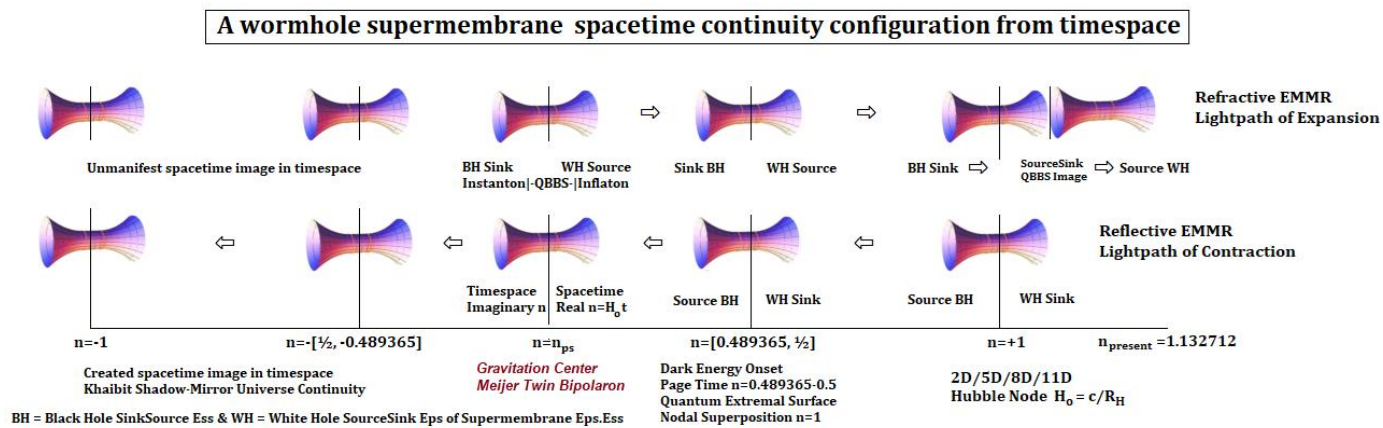 A wormhole supermembrane spacetime continuity configuration from timespace
Refractive EMMR
Lightpath of Expansion
Unmanifest spacetime image in timespace
BH Sink WH Source
Instanton|-QBBS-|Inflaton
Sink BH WH Source
BH Sink ⇨ SourceSink ⇨ Source WH
QBBS Image
Reflective EMMR
Lightpath of Contraction
Timespace Spacetime
Imaginary n Real n=Hot
Source BH WH Sink
Source BH WH Sink
n=-1 n=-[½, -0.489365] n=nps n=[0.489365, ½] n=+1 npresent =1.132712
Created spacetime image in timespace
Khaibit Shadow-Mirror Universe Continuity
Gravitation Center
Meijer Twin Bipolaron
Dark Energy Onset
Page Time n=0.489365-0.5
Quantum Extremal Surface
Nodal Superposition n=1
2D/5D/8D/11D
Hubble Node Ho = c/RH
BH = Black Hole SinkSource Ess & WH = White Hole SourceSink Eps of Supermembrane Eps.Ess